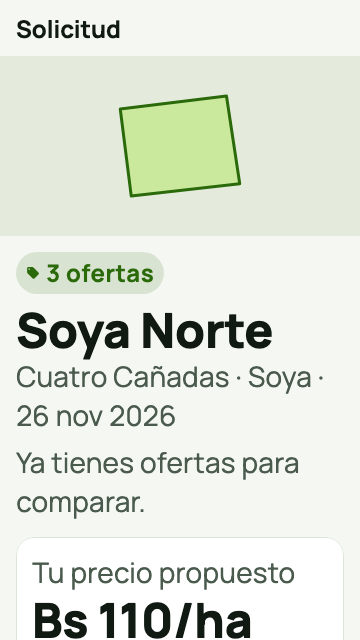 Solicitud
3 ofertas
Soya Norte
Cuatro Cañadas · Soya ·
26 nov 2026
Ya tienes ofertas para
comparar.
Tu precio propuesto
Bs 110/ha